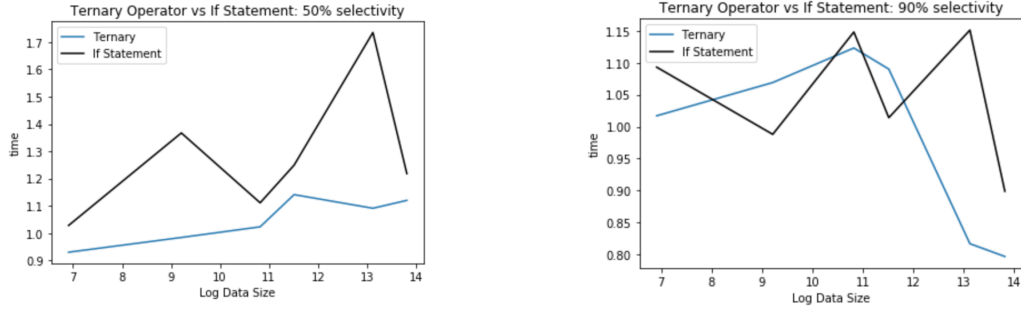 Ternary Operator vs If Statement: 50% selectivity
Ternary
If Statement
1.7
1.6
1.5
1.4
1.3
1.2
1.1
1.0
0.9
time
7 8 9 10 11 12 13 14
Log Data Size
Ternary Operator vs If Statement: 90% selectivity
Ternary
If Statement
1.15
1.10
1.05
1.00
0.95
0.90
0.85
0.80
time
7 8 9 10 11 12 13 14
Log Data Size